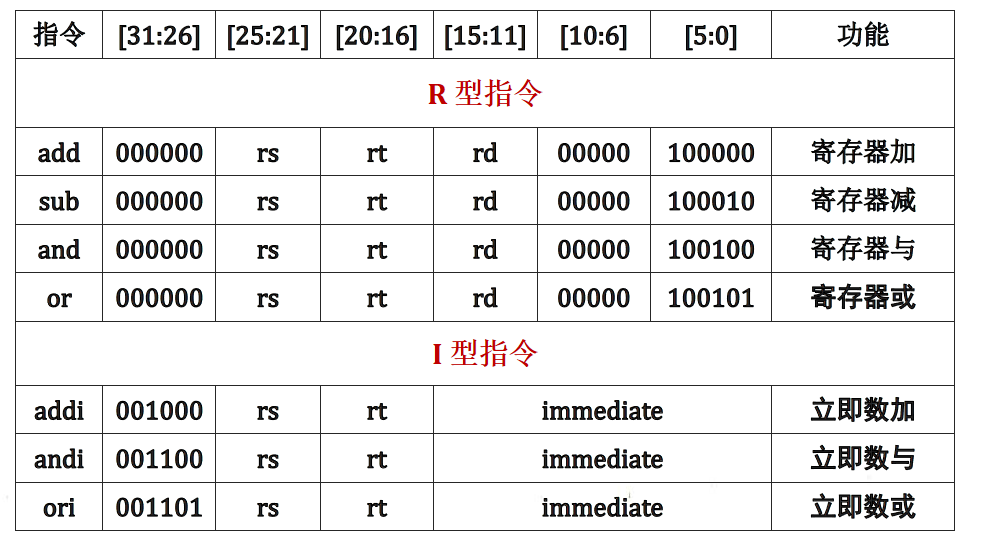 指令 [31:26] [25:21] [20:16] [15:11] [10:6] [5:0] 功能
R 型指令
add 000000 rs rt rd 00000 100000 寄存器加
sub 000000 rs rt rd 00000 100010 寄存器减
and 000000 rs rt rd 00000 100100 寄存器与
or 000000 rs rt rd 00000 100101 寄存器或
I 型指令
addi 001000 rs rt immediate 立即数加
andi 001100 rs rt immediate 立即数与
ori 001101 rs rt immediate 立即数或